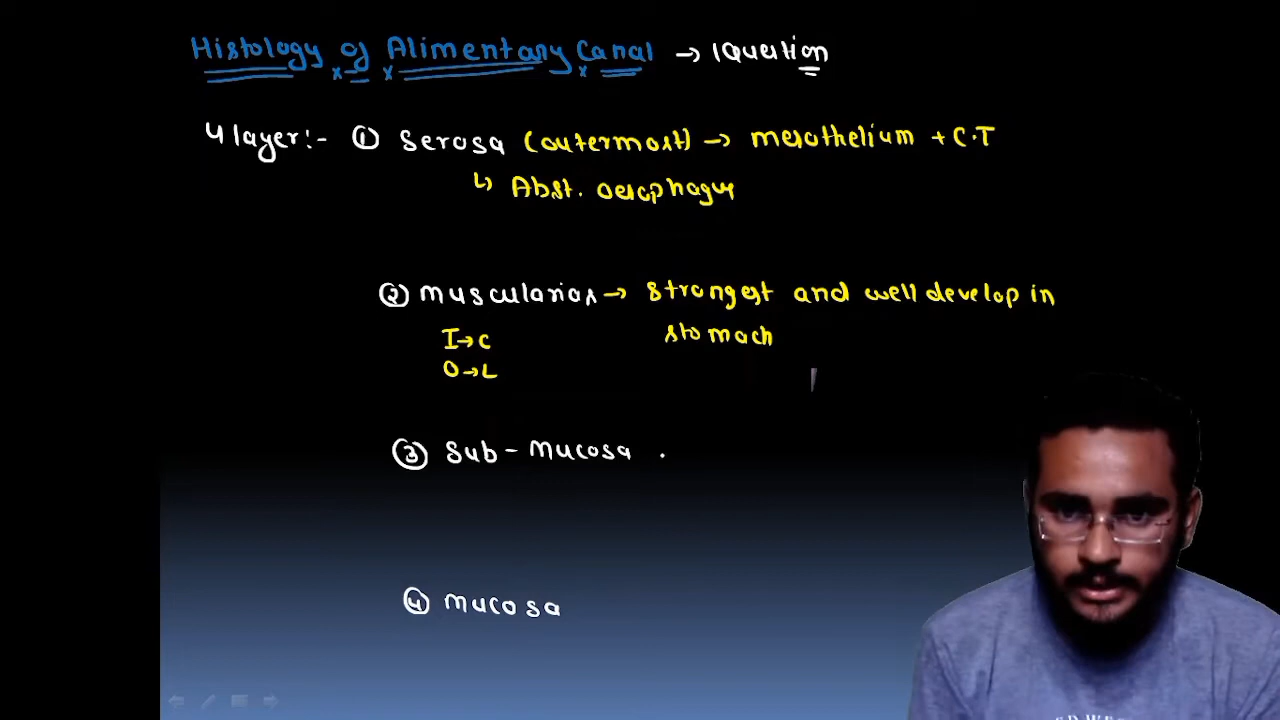 Histology of Alimentary Canal → 1Question
4 layer:- ① Serosa (outermost) → mesothelium + C.T
↳ Abst. oesophagus
② muscularis → strongest and well develop in
I→C stomach
O→L
③ Sub-Mucosa
④ Mucosa